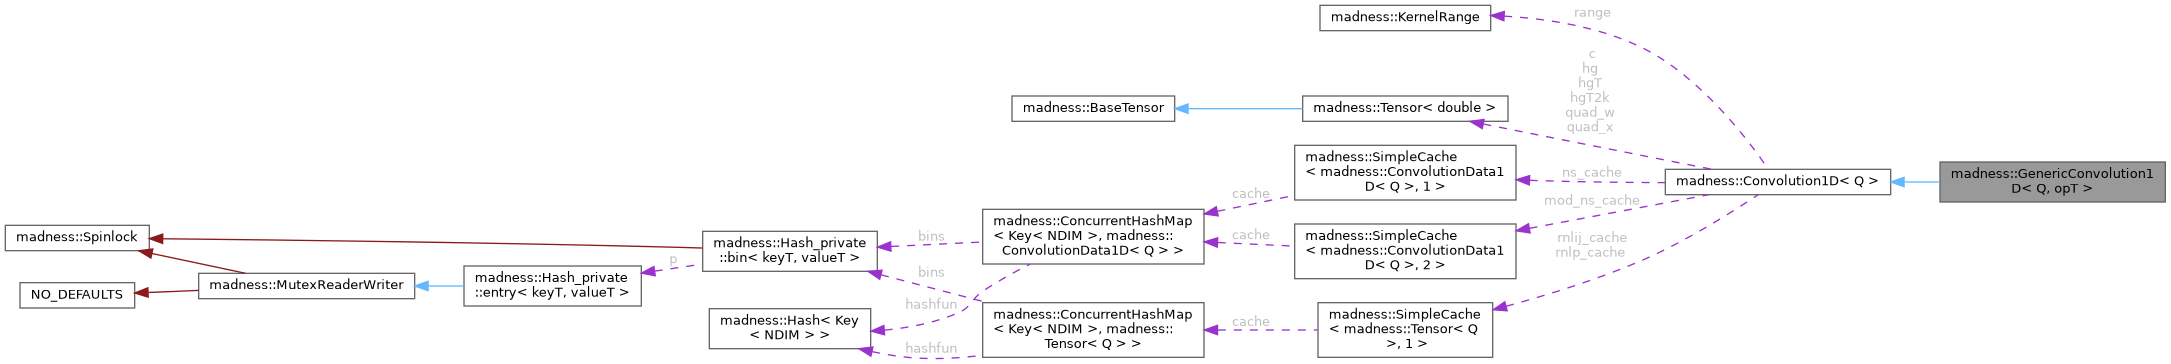 madness::KernelRange
range
c
hg
hgT
hgT2k
quad_w
quad_x
madness::BaseTensor
madness::Tensor< double >
madness::SimpleCache
< madness::ConvolutionData1
D< Q >, 1 >
ns_cache
madness::Convolution1D< Q >
madness::GenericConvolution1
D< Q, opT >
cache
mod_ns_cache
madness::ConcurrentHashMap
< Key< NDIM >, madness::
ConvolutionData1D< Q > >
cache
madness::SimpleCache
< madness::ConvolutionData1
D< Q >, 2 >
rnlij_cache
rnlp_cache
madness::Spinlock
madness::Hash_private
::bin< keyT, valueT >
bins
p
bins
NO_DEFAULTS
madness::MutexReaderWriter
madness::Hash_private
::entry< keyT, valueT >
hashfun
madness::Hash< Key
< NDIM > >
hashfun
madness::ConcurrentHashMap
< Key< NDIM >, madness::
Tensor< Q > >
cache
madness::SimpleCache
< madness::Tensor< Q
>, 1 >